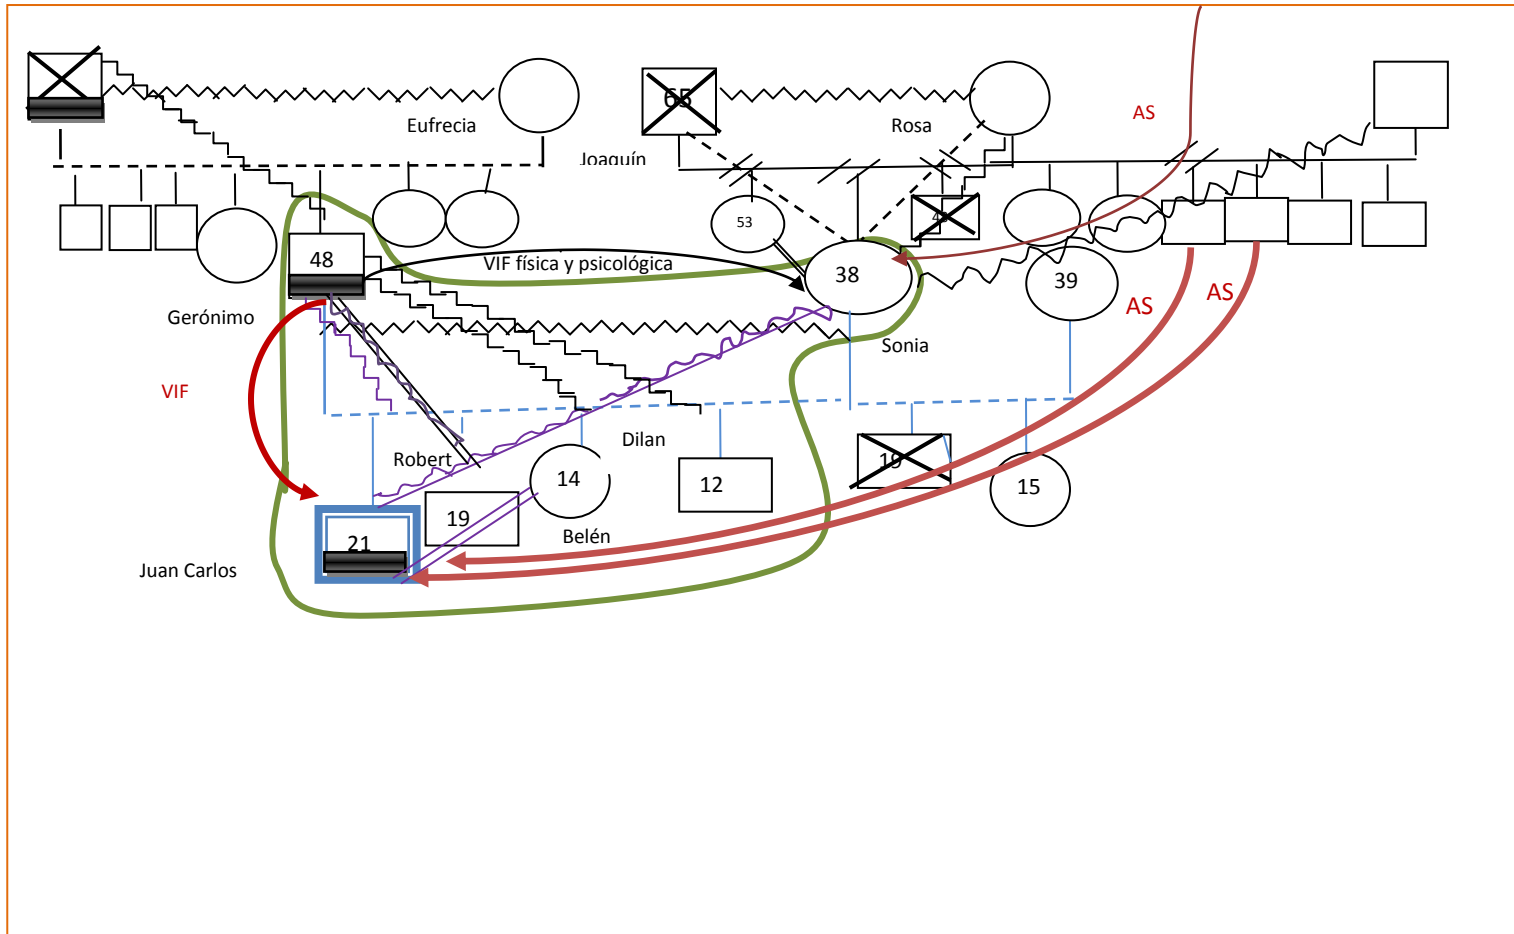 65
Eufrecia
Rosa
AS
Joaquín
53
48
VIF física y psicológica
38
39
AS
AS
Gerónimo
Sonia
VIF
Dilan
Robert
14
12
19
15
19
Belén
21
Juan Carlos